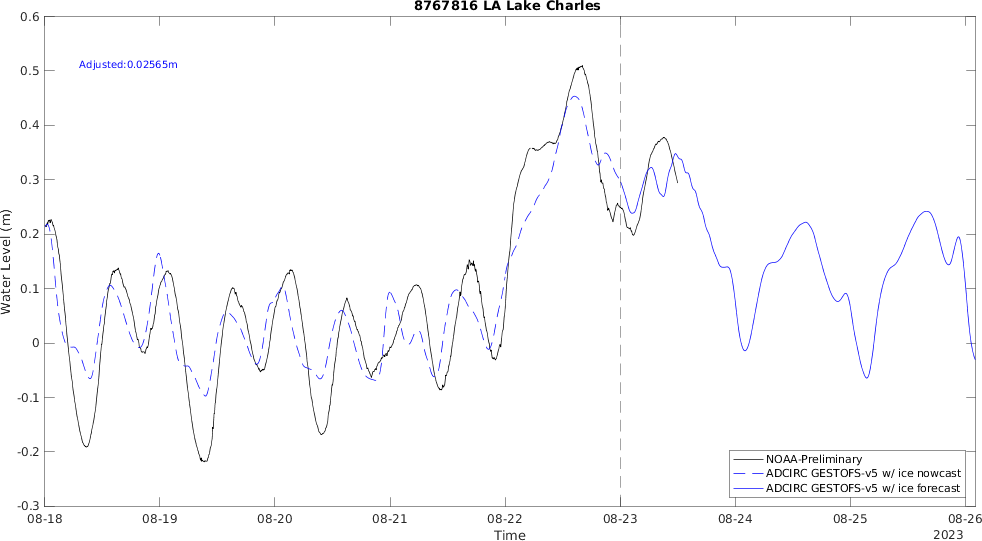 8767816 LA Lake Charles
Adjusted:0.02565m
Water Level (m)
0.6
0.5
0.4
0.3
0.2
0.1
0
-0.1
-0.2
-0.3
NOAA-Preliminary
ADCIRC GESTOFS-v5 w/ ice nowcast
ADCIRC GESTOFS-v5 w/ ice forecast
08-18 08-19 08-20 08-21 08-22 08-23 08-24 08-25 08-26
Time
2023